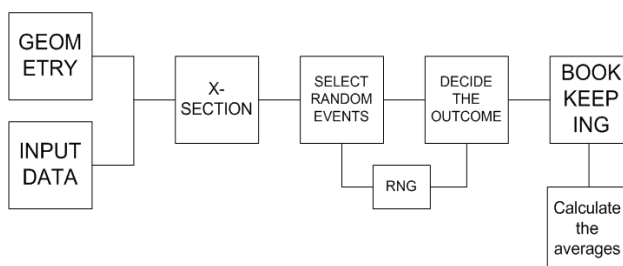 GEOM
ETRY
INPUT
DATA
X-
SECTION
SELECT
RANDOM
EVENTS
DECIDE
THE
OUTCOME
RNG
BOOK
KEEP
ING
Calculate
the
averages